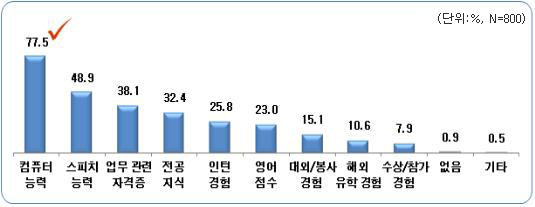 (단위:%, N=800)
77.5
48.9
38.1
32.4
25.8
23.0
15.1
10.6
7.9
0.9
0.5
컴퓨터
능력
스피치
능력
업무 관련
자격증
전공
지식
인턴
경험
영어
점수
대외/봉사
경험
해외
유학 경험
수상/참가
경험
없음
기타